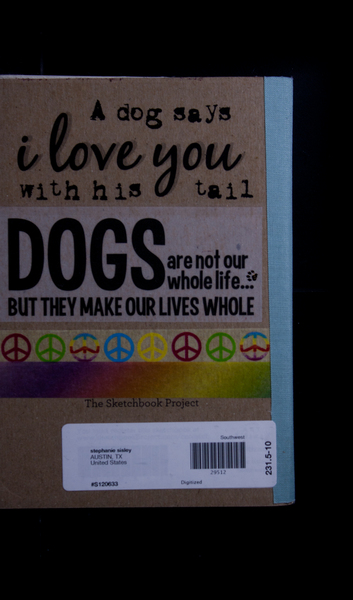 A dog says
i love you
with his tail
DOGS are not our
whole life...
BUT THEY MAKE OUR LIVES WHOLE
The Sketchbook Project
Southwest
stephanie sixley
AUSTIN, TX
United States
29512
#S120633
Digitized
231.5-10